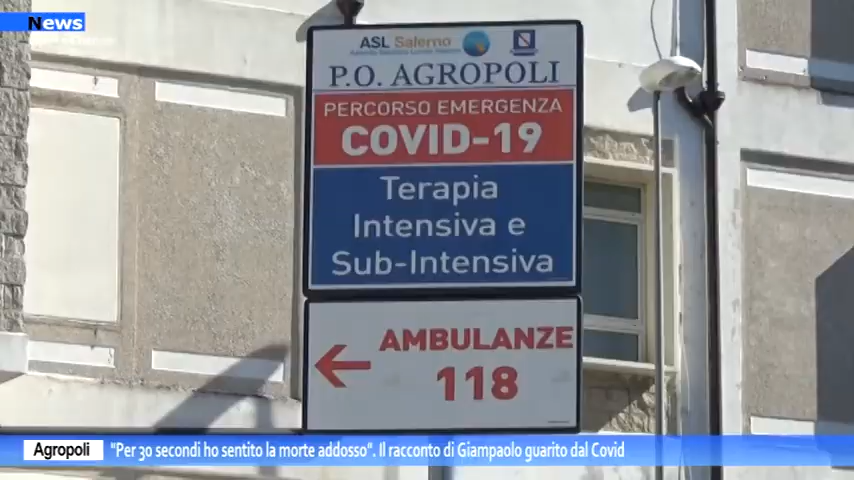 News
ASL Salerno
P.O. AGROPOLI
PERCORSO EMERGENZA
COVID-19
Terapia
Intensiva e
Sub-Intensiva
AMBULANZE
118
Agropoli "Per 30 secondi ho sentito la morte addosso". Il racconto di Giampaolo guarito dal Covid